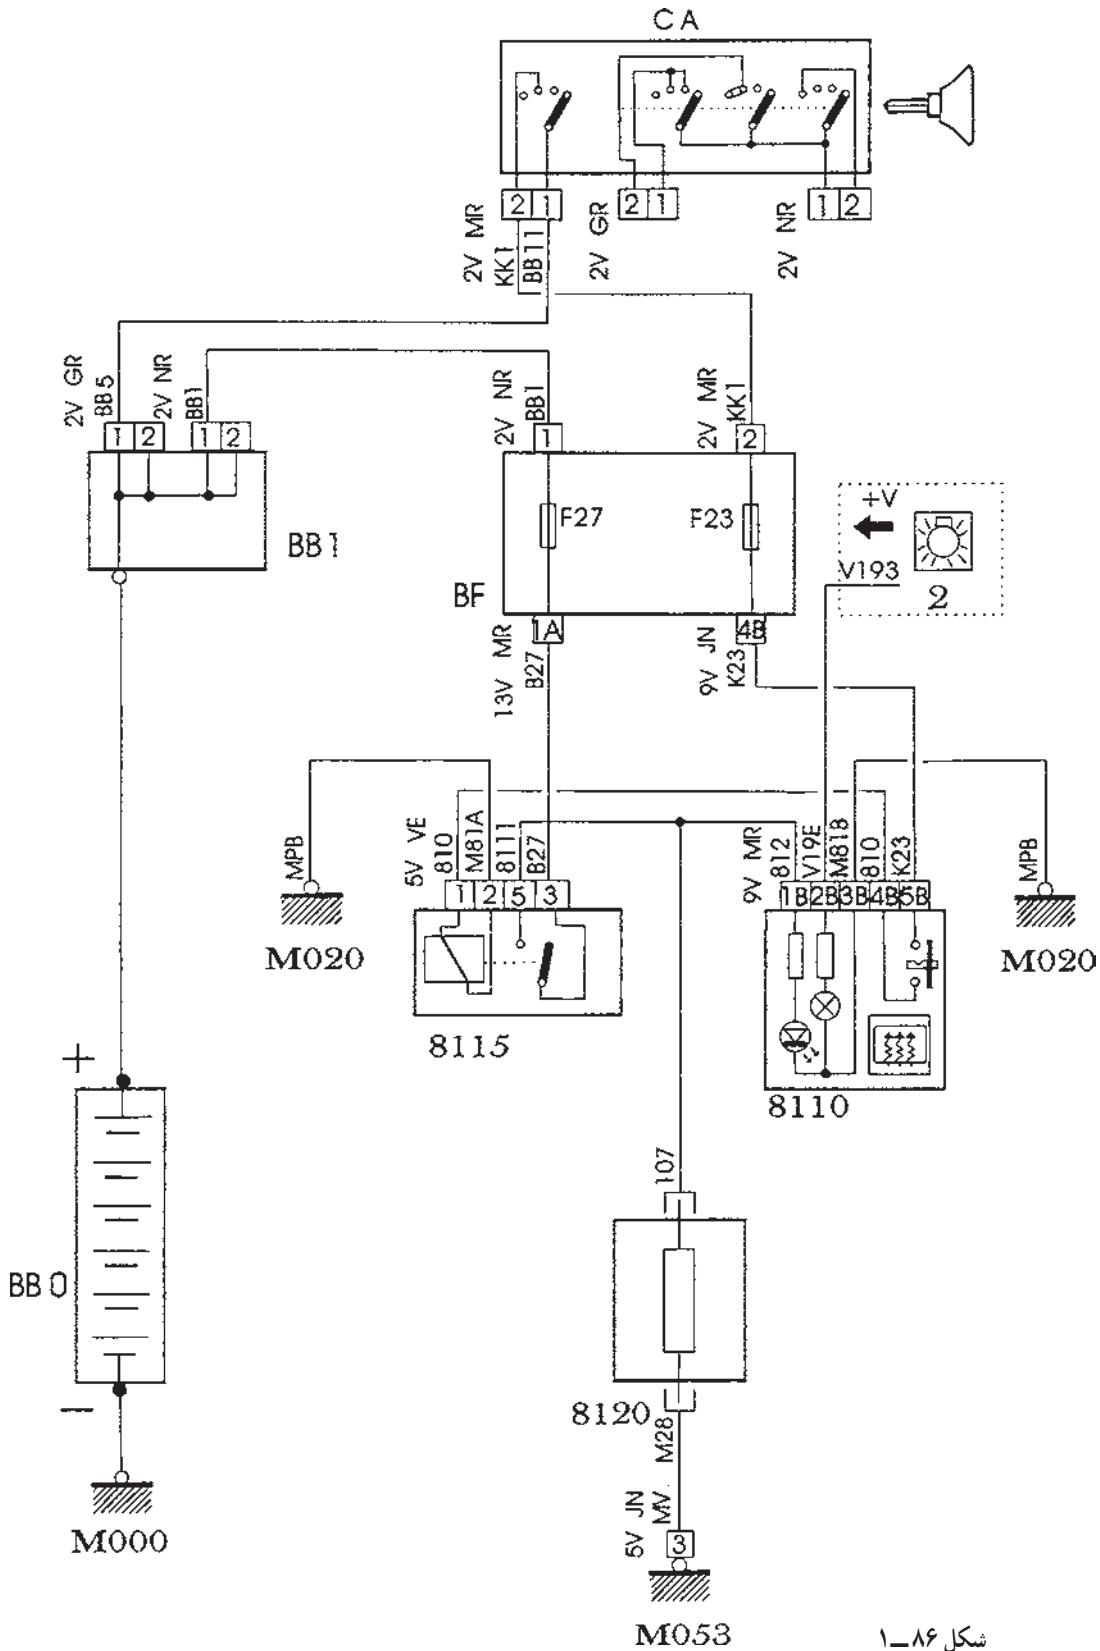 CA
2 1
2 1
1 2
2V MR
KK1
BB11
2V GR
2V NR
2V GR
BB5
2V NR
BB1
2V NR
BB1
2V MR
KK1
1 2
1 2
1
2
BB1
F27
F23
BF
+V
V193
2
1A
4B
13V MR
B27
9V JN
K23
MPB
5V VE
810
M81A
8111
B27
9V MR
812
V19E
M81B
810
K23
MPB
1 2 5 3
1B 2B 3B 4B 5B
M020
M020
8115
8110
+
BB0
−
107
8120
M28
5V JN
MV.
3
M000
M053
شکل ۸۶ــ۱